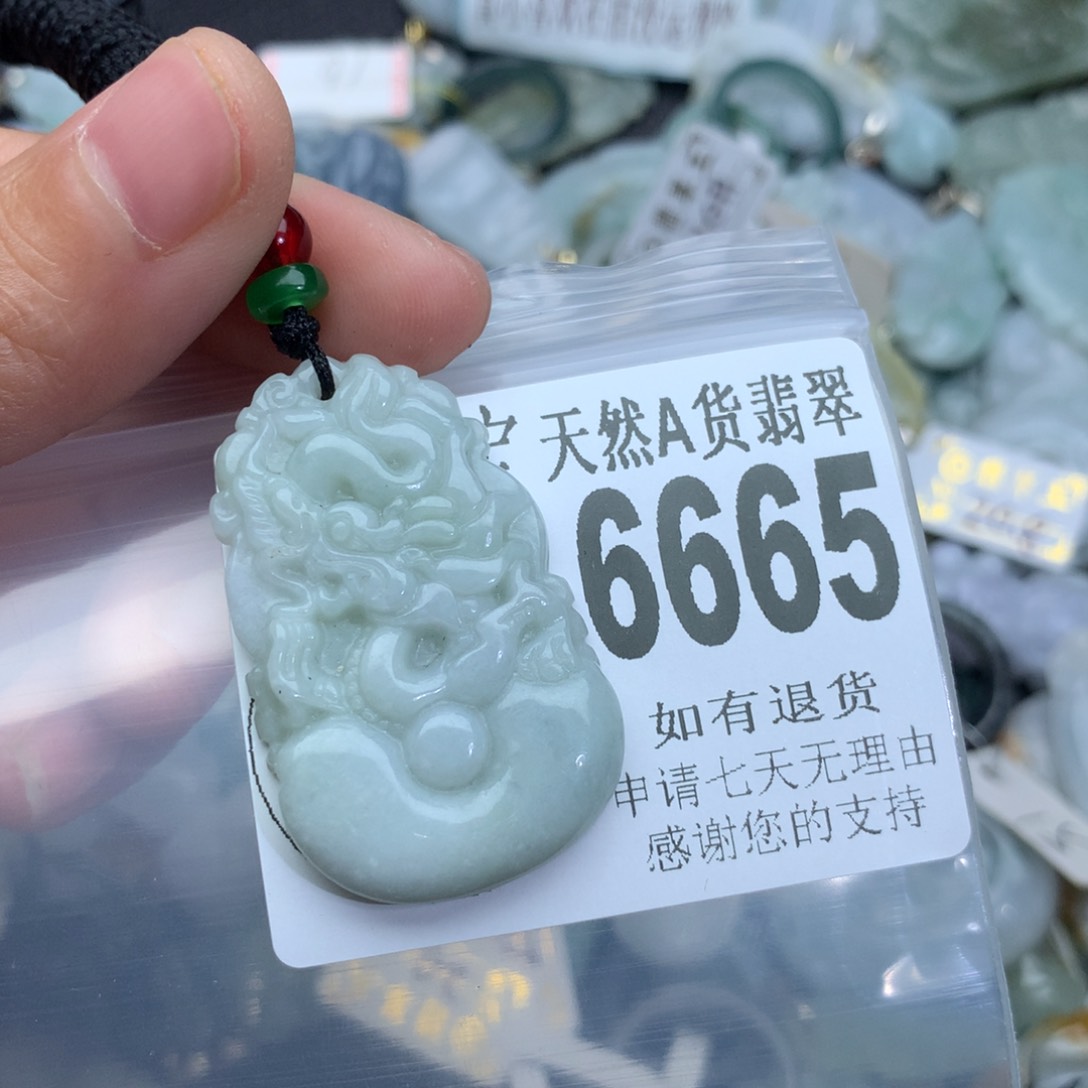 天然A货翡翠
6665
如有退货
申请七天无理由
感谢您的支持